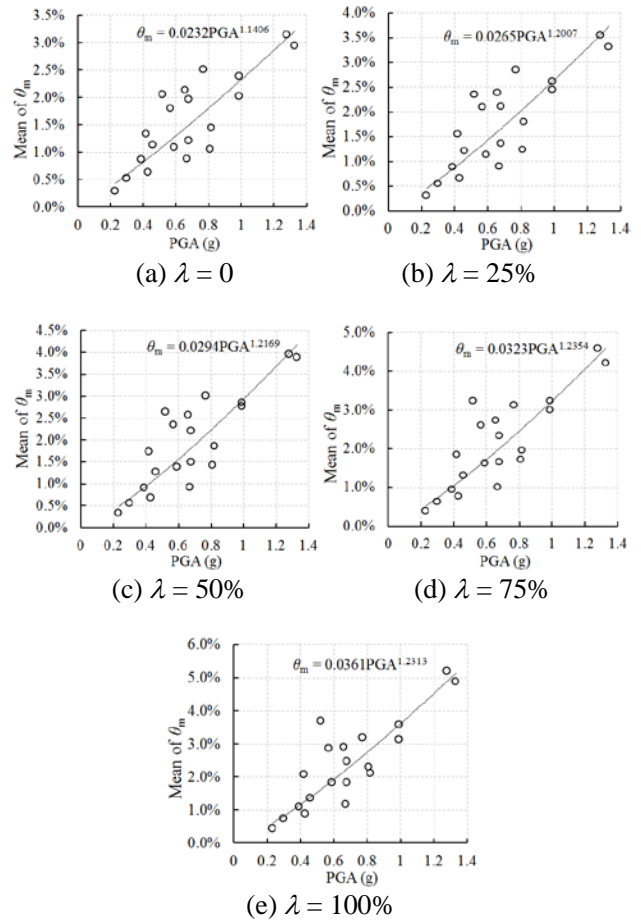 3.5%
3.0%
2.5%
2.0%
1.5%
1.0%
0.5%
0.0%
Mean of θm
θm = 0.0232PGA^1.1406
0 0.2 0.4 0.6 0.8 1 1.2 1.4
PGA (g)
(a) λ = 0
4.0%
3.5%
3.0%
2.5%
2.0%
1.5%
1.0%
0.5%
0.0%
Mean of θm
θm = 0.0265PGA^1.2007
0 0.2 0.4 0.6 0.8 1 1.2 1.4
PGA (g)
(b) λ = 25%
4.5%
4.0%
3.5%
3.0%
2.5%
2.0%
1.5%
1.0%
0.5%
0.0%
Mean of θm
θm = 0.0294PGA^1.2169
0 0.2 0.4 0.6 0.8 1 1.2 1.4
PGA (g)
(c) λ = 50%
5.0%
4.0%
3.0%
2.0%
1.0%
0.0%
Mean of θm
θm = 0.0323PGA^1.2354
0 0.2 0.4 0.6 0.8 1 1.2 1.4
PGA (g)
(d) λ = 75%
6.0%
5.0%
4.0%
3.0%
2.0%
1.0%
0.0%
Mean of θm
θm = 0.0361PGA^1.2313
0 0.2 0.4 0.6 0.8 1 1.2 1.4
PGA (g)
(e) λ = 100%